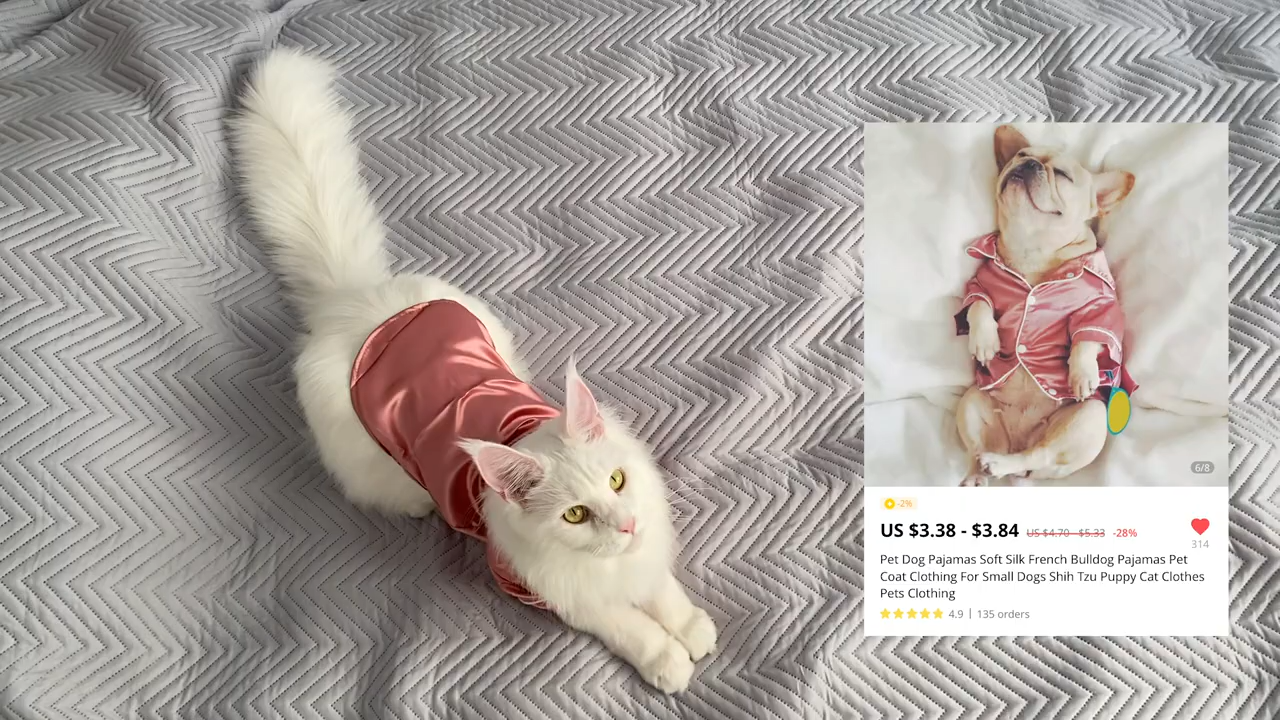 6/8
-2%
US $3.38 - $3.84 US $4.70 - $5.33 -28%
314
Pet Dog Pajamas Soft Silk French Bulldog Pajamas Pet
Coat Clothing For Small Dogs Shih Tzu Puppy Cat Clothes
Pets Clothing
4.9 | 135 orders